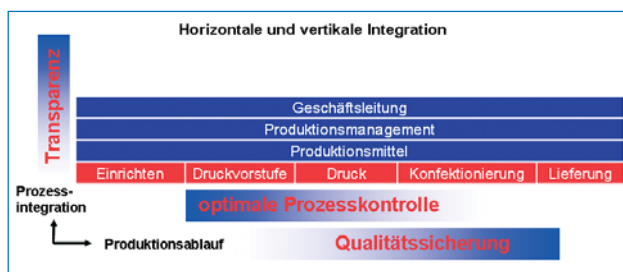 Horizontale und vertikale Integration
Transparenz
Geschäftsleitung
Produktionsmanagement
Produktionsmittel
Einrichten Druckvorstufe Druck Konfektionierung Lieferung
Prozess-
integration
optimale Prozesskontrolle
Produktionsablauf
Qualitätssicherung